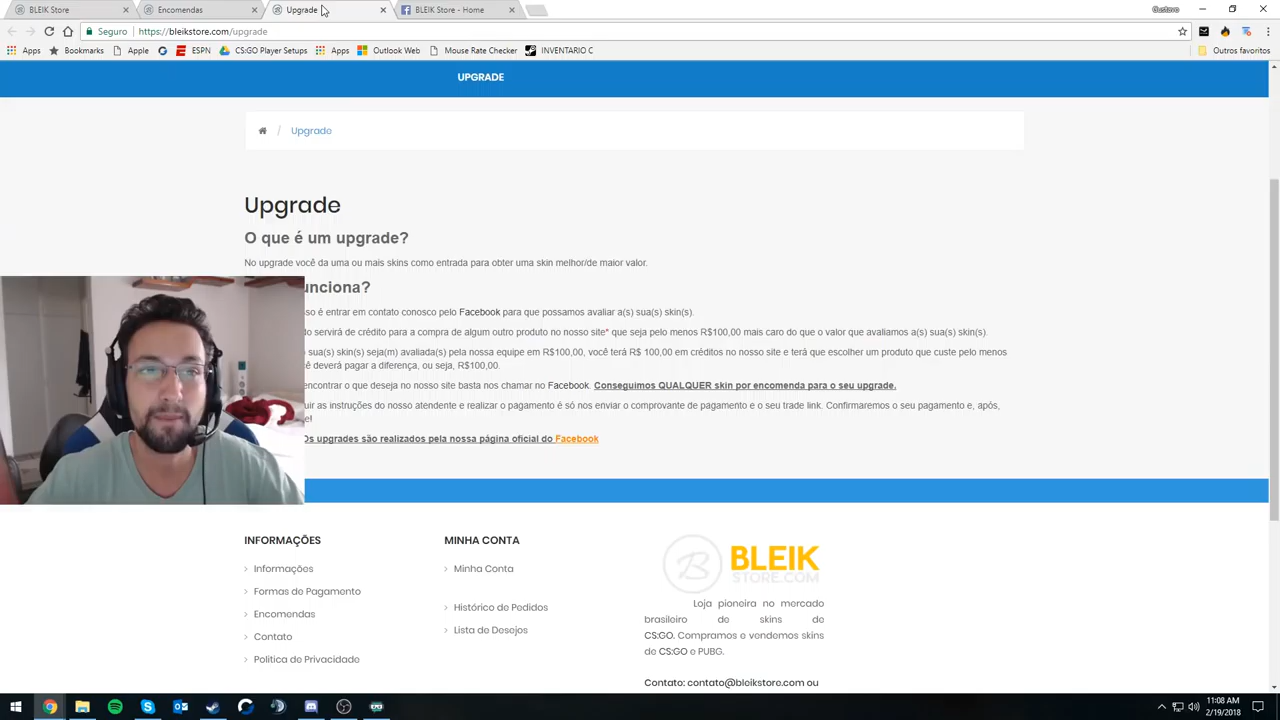 BLEIK Store
Encomendas
Upgrade
BLEIK Store - Home
Gustavo
Seguro
https://bleikstore.com/upgrade
Apps
Bookmarks
Apple
ESPN
CS:GO Player Setups
Apps
Outlook Web
Mouse Rate Checker
INVENTARIO C
Outros favoritos
UPGRADE
/ Upgrade
Upgrade
O que é um upgrade?
No upgrade você da uma ou mais skins como entrada para obter uma skin melhor/de maior valor.
unciona?
so é entrar em contato conosco pelo Facebook para que possamos avaliar a(s) sua(s) skin(s).
do servirá de crédito para a compra de algum outro produto no nosso site* que seja pelo menos R$100,00 mais caro do que o valor que avaliamos a(s) sua(s) skin(s).
sua(s) skin(s) seja(m) avaliada(s) pela nossa equipe em R$100,00, você terá R$ 100,00 em créditos no nosso site e terá que escolher um produto que custe pelo menos
cê deverá pagar a diferença, ou seja, R$100,00.
encontrar o que deseja no nosso site basta nos chamar no Facebook. Conseguimos QUALQUER skin por encomenda para o seu upgrade.
uir as instruções do nosso atendente e realizar o pagamento é só nos enviar o comprovante de pagamento e o seu trade link. Confirmaremos o seu pagamento e, após,
e!
Os upgrades são realizados pela nossa página oficial do Facebook
INFORMAÇÕES
Informações
Formas de Pagamento
Encomendas
Contato
Politica de Privacidade
MINHA CONTA
Minha Conta
Histórico de Pedidos
Lista de Desejos
B BLEIK
STORE.COM
Loja pioneira no mercado
brasileiro de skins de
CS:GO. Compramos e vendemos skins
de CS:GO e PUBG.
Contato: contato@bleikstore.com ou
11:08 AM
2/19/2018